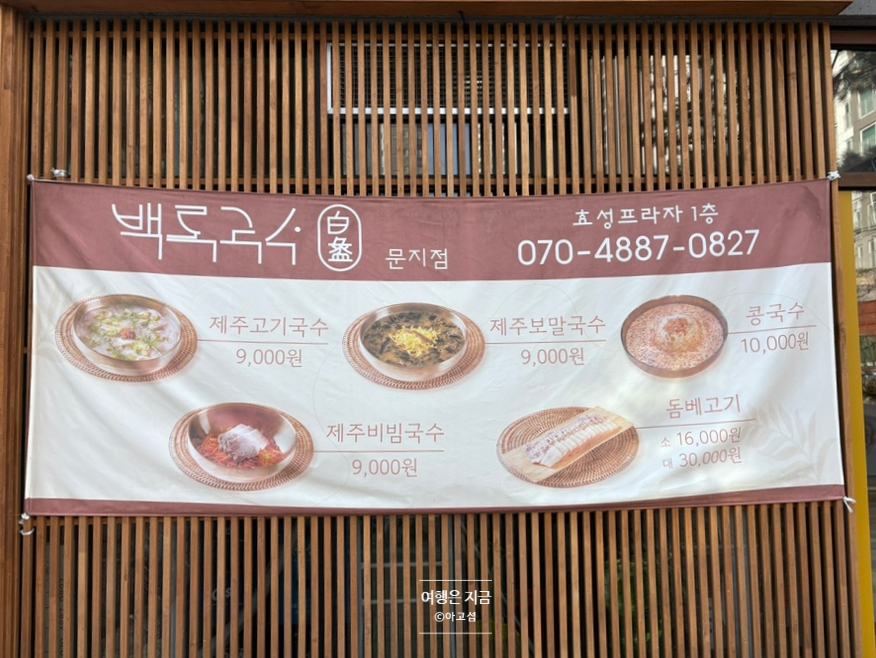 백록국수
白
문지점
효성프라자 1층
070-4887-0827
제주고기국수
9,000원
제주보말국수
9,000원
콩국수
10,000원
제주비빔국수
9,000원
돔베고기
소 16,000원
대 30,000원
여행은 지금
©아고섭